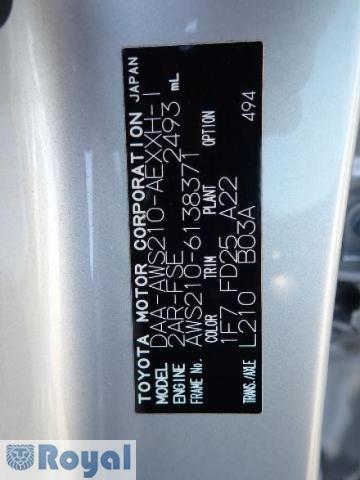 TOYOTA MOTOR CORPORATION JAPAN
MODEL DAA-AWS210-AEXXH-I
ENGINE 2AR-FSE 2493 mL
FRAME No. AWS210-6138371
COLOR TRIM PLANT OPTION
1F7 FD25 A22 494
TRANS./AXLE L210 B03A
Royal